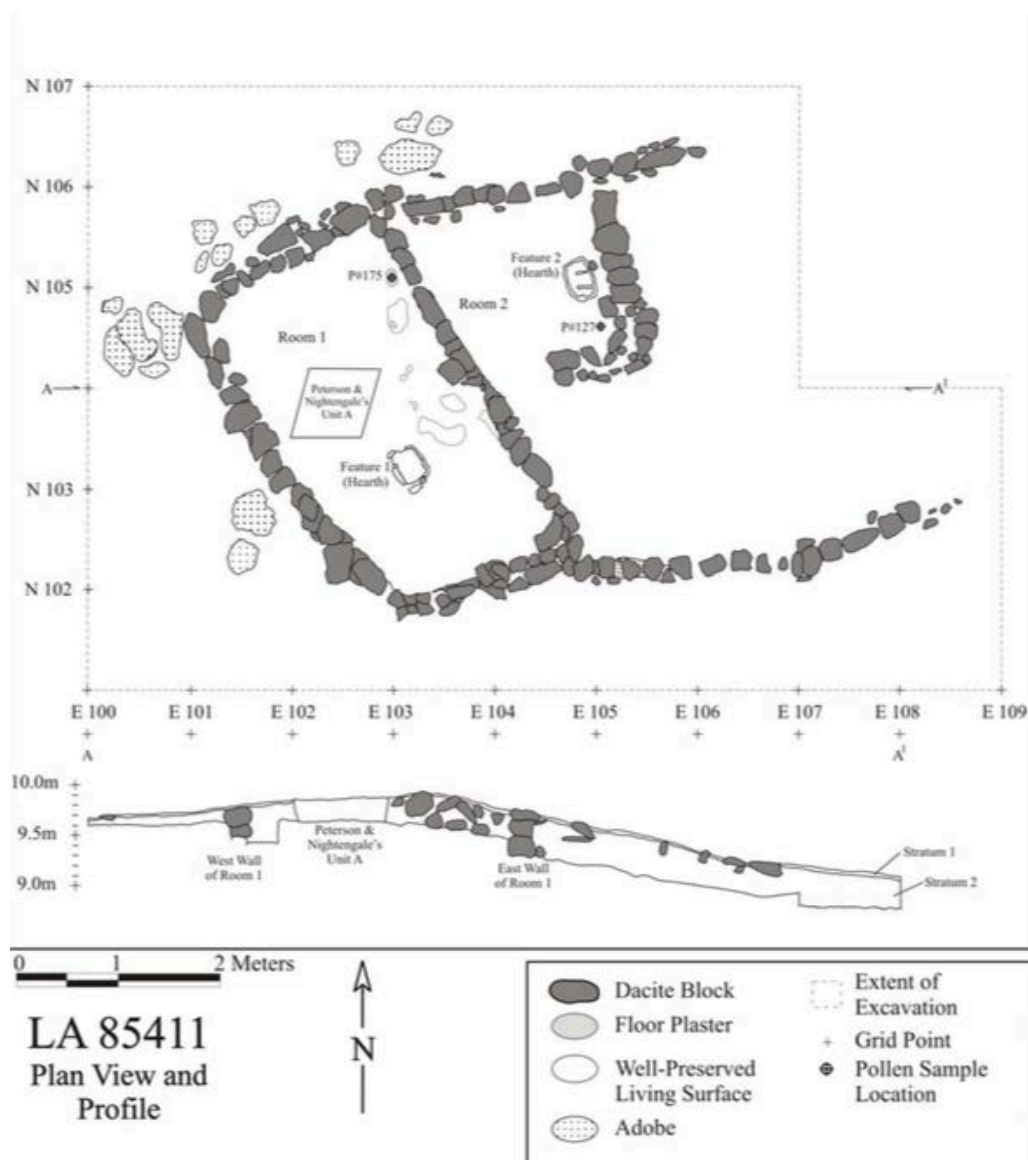 N 107
N 106
N 105
A
A¹
N 103
N 102
P#175
Feature 2
(Hearth)
Room 2
P#127
Room 1
Peterson &
Nightengale's
Unit A
Feature 1
(Hearth)
E 100 E 101 E 102 E 103 E 104 E 105 E 106 E 107 E 108 E 109
A A¹
10.0m
9.5m
9.0m
West Wall
of Room 1
Peterson &
Nightengale's
Unit A
East Wall
of Room 1
Stratum 1
Stratum 2
0 1 2 Meters
LA 85411
Plan View and
Profile
N
Dacite Block
Floor Plaster
Well-Preserved
Living Surface
Adobe
Extent of
Excavation
Grid Point
Pollen Sample
Location